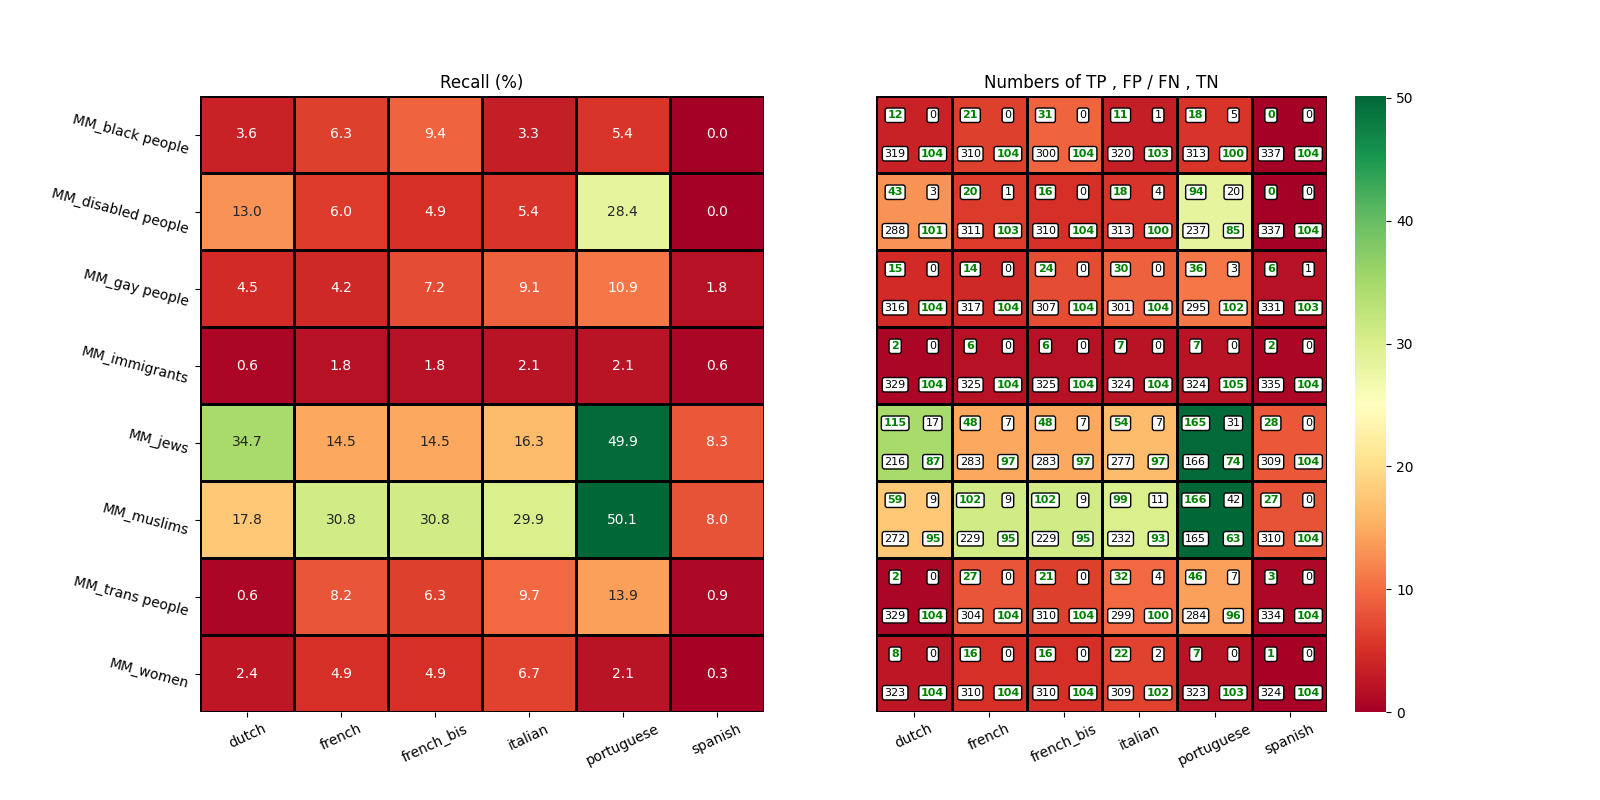 Recall (%)
MM_black people 3.6 6.3 9.4 3.3 5.4 0.0
MM_disabled people 13.0 6.0 4.9 5.4 28.4 0.0
MM_gay people 4.5 4.2 7.2 9.1 10.9 1.8
MM_immigrants 0.6 1.8 1.8 2.1 2.1 0.6
MM_jews 34.7 14.5 14.5 16.3 49.9 8.3
MM_muslims 17.8 30.8 30.8 29.9 50.1 8.0
MM_trans people 0.6 8.2 6.3 9.7 13.9 0.9
MM_women 2.4 4.9 4.9 6.7 2.1 0.3
dutch french french_bis italian portuguese spanish
Numbers of TP , FP / FN , TN
12 0 21 0 31 0 11 1 18 5 0 0
319 104 310 104 300 104 320 103 313 100 337 104
43 3 20 1 16 0 18 4 94 20 0 0
288 101 311 103 310 104 313 100 237 85 337 104
15 0 14 0 24 0 30 0 36 3 6 1
316 104 317 104 307 104 301 104 295 102 331 103
2 0 6 0 6 0 7 0 7 0 2 0
329 104 325 104 325 104 324 104 324 105 335 104
115 17 48 7 48 7 54 7 165 31 28 0
216 87 283 97 283 97 277 97 166 74 309 104
59 9 102 9 102 9 99 11 166 42 27 0
272 95 229 95 229 95 232 93 165 63 310 104
2 0 27 0 21 0 32 4 46 7 3 0
329 104 304 104 310 104 299 100 284 96 334 104
8 0 16 0 16 0 22 2 7 0 1 0
323 104 310 104 310 104 309 102 323 103 324 104
dutch french french_bis italian portuguese spanish
50
40
30
20
10
0